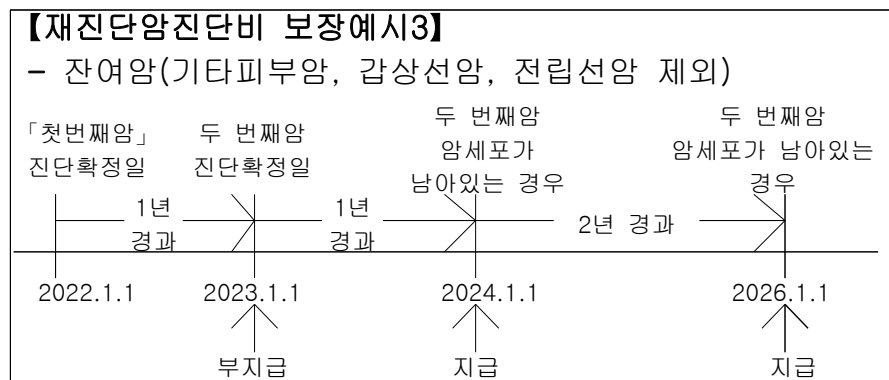 【재진단암진단비 보장예시3】
- 잔여암(기타피부암, 갑상선암, 전립선암 제외)
「첫번째암」
진단확정일
두 번째암
진단확정일
두 번째암
암세포가
남아있는 경우
두 번째암
암세포가 남아있는
경우
1년
경과
1년
경과
2년 경과
2022.1.1
2023.1.1
2024.1.1
2026.1.1
부지급
지급
지급